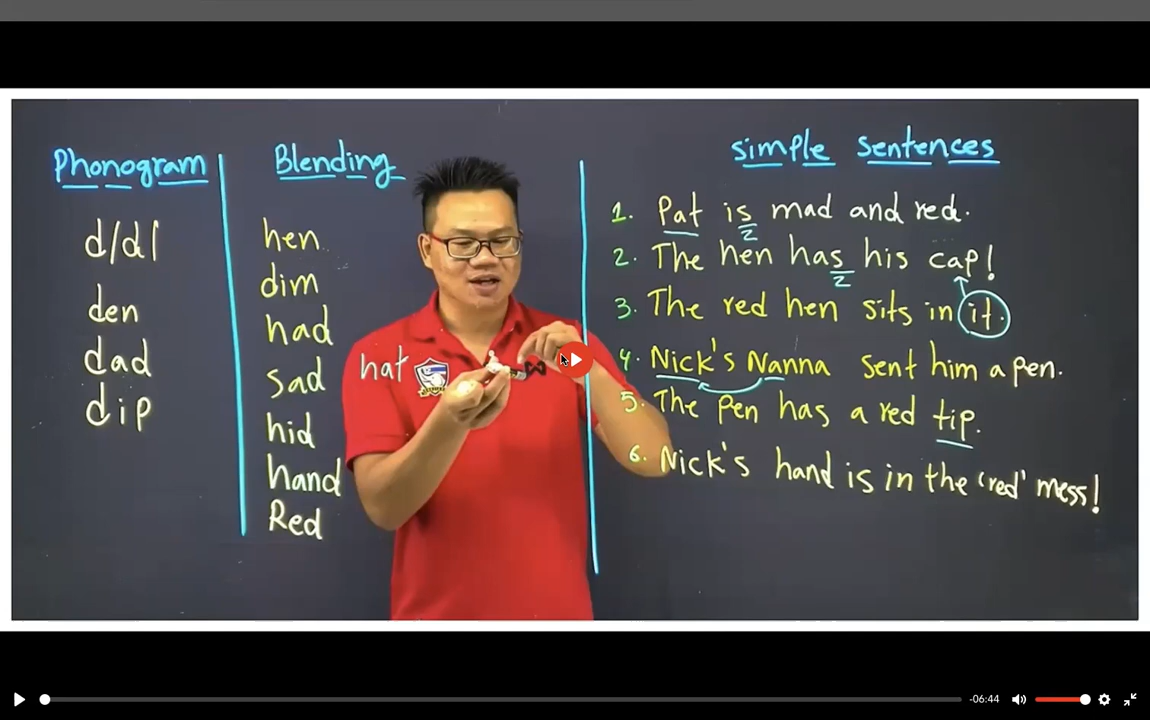 Phonogram
d/d/
den
dad
dip
Blending
hen
dim
had
sad
hid
hand
Red
hat
simple sentences
1. Pat is mad and red.
2
2. The hen has his cap!
2
3. The red hen sits in it.
4. Nick's Nanna sent him a pen.
5. The pen has a red tip.
6. Nick's hand is in the 'red' mess!
-06:44